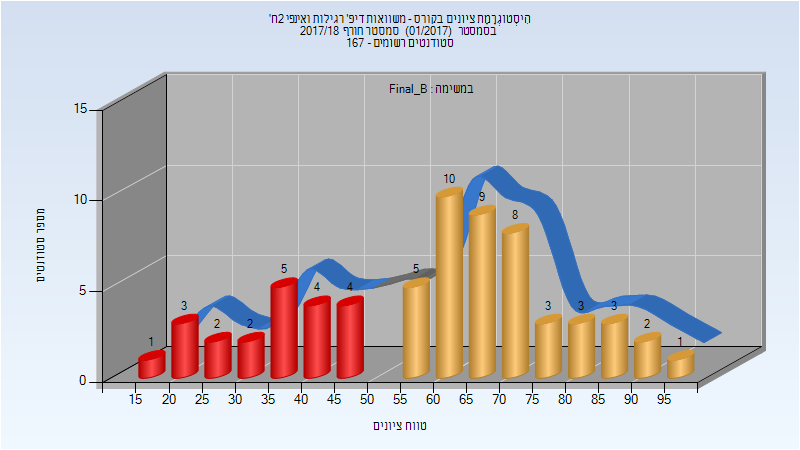 הִיסְטוֹגְרָמַת ציונים בקורס - משוואות דיפ' רגילות ואינפי 2ח'
בסמסטר (01/2017) סמסטר חורף 2017/18
סטודנטים רשומים - 167
במשימה : Final_B
מספר סטודנטים
15
10
5
0
1
3
2
2
5
4
4
5
10
9
8
3
3
3
2
1
15 20 25 30 35 40 45 50 55 60 65 70 75 80 85 90 95
טווח ציונים